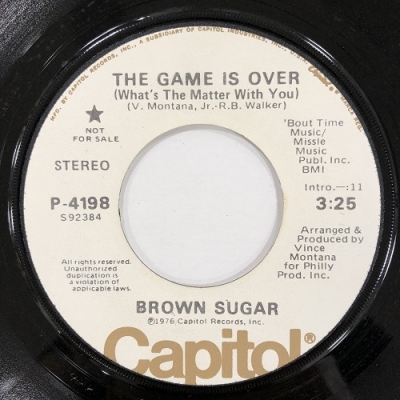 MFG. BY CAPITOL RECORDS, INC., A SUBSIDIARY OF CAPITOL INDUSTRIES
Capitol®
THE GAME IS OVER
(What's The Matter With You)
(V. Montana, Jr.-R.B. Walker)
★
NOT
FOR SALE
STEREO
P-4198
S92384
'Bout Time
Music/
Missle
Music
Publ. Inc.
BMI
Intro.—:11
3:25
Arranged &
Produced by
Vince
Montana
for Philly
Prod. Inc.
All rights reserved.
Unauthorized
duplication is
a violation of
applicable laws.
BROWN SUGAR
℗1976 Capitol Records, Inc.
Capitol®